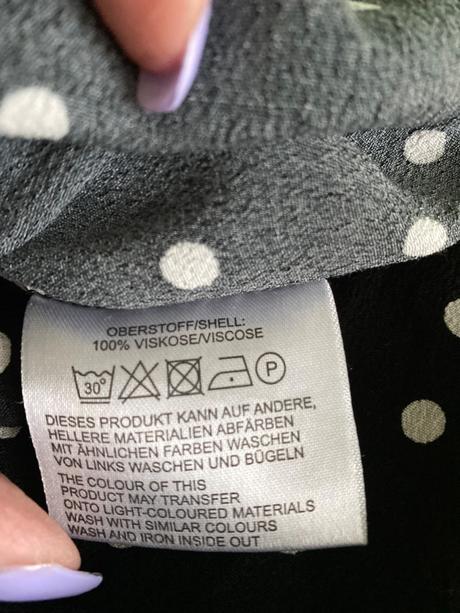 OBERSTOFF/SHELL:
100% VISKOSE/VISCOSE
30° P
DIESES PRODUKT KANN AUF ANDERE,
HELLERE MATERIALIEN ABFÄRBEN
MIT ÄHNLICHEN FARBEN WASCHEN
VON LINKS WASCHEN UND BÜGELN
THE COLOUR OF THIS
PRODUCT MAY TRANSFER
ONTO LIGHT-COLOURED MATERIALS
WASH WITH SIMILAR COLOURS
WASH AND IRON INSIDE OUT